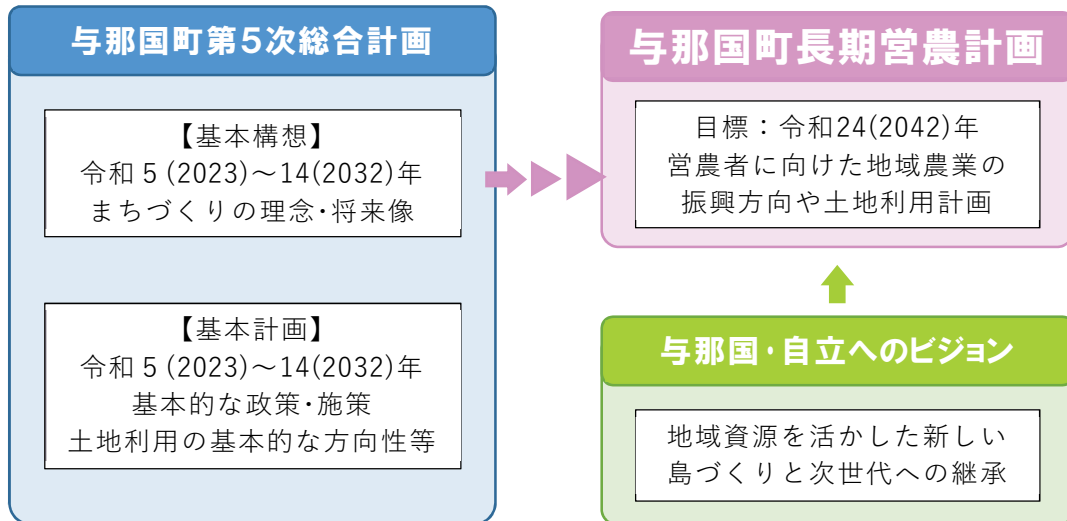 与那国町第5次総合計画
【基本構想】
令和5(2023)～14(2032)年
まちづくりの理念・将来像
【基本計画】
令和5(2023)～14(2032)年
基本的な政策・施策
土地利用の基本的な方向性等
与那国町長期営農計画
目標：令和24(2042)年
営農者に向けた地域農業の
振興方向や土地利用計画
与那国・自立へのビジョン
地域資源を活かした新しい
島づくりと次世代への継承